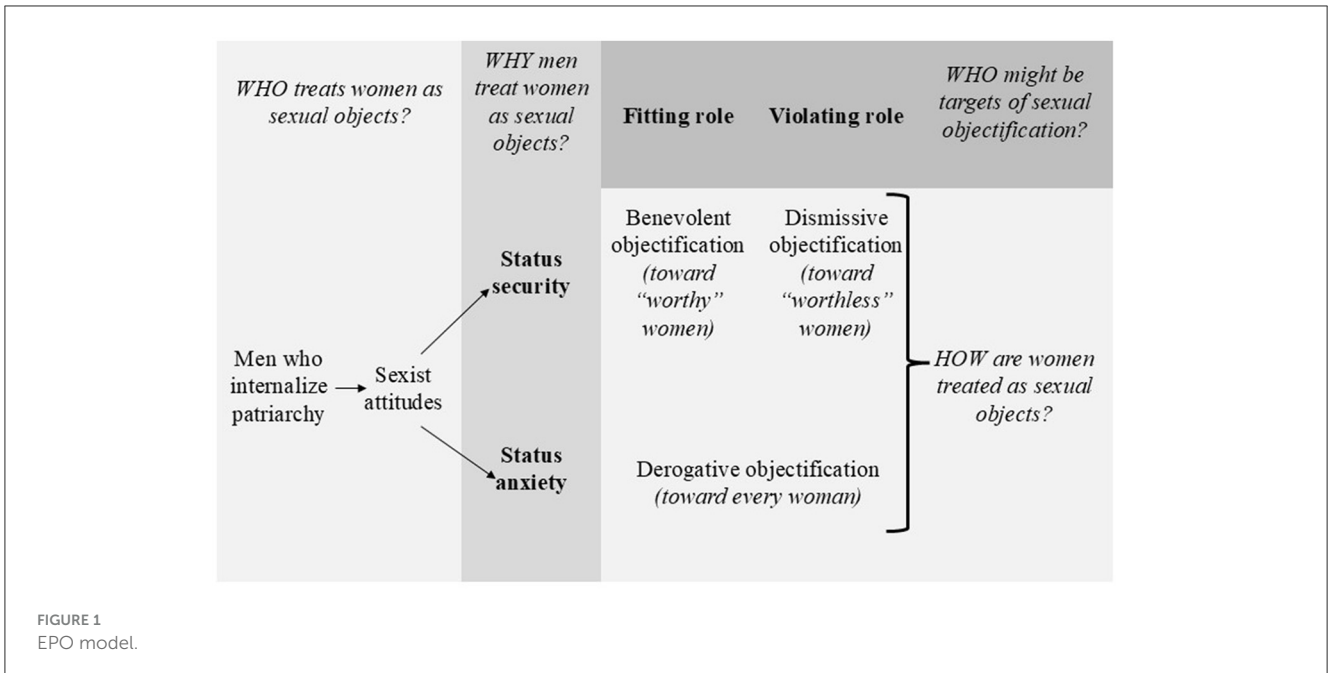 WHO treats women as
sexual objects?
WHY men
treat women
as sexual
objects?
Fitting role
Violating role
WHO might be
targets of sexual
objectification?
Men who
internalize
patriarchy
Sexist
attitudes
Status
security
Benevolent
objectification
(toward
“worthy”
women)
Dismissive
objectification
(toward
“worthless”
women)
Status
anxiety
Derogative objectification
(toward every woman)
HOW are women
treated as sexual
objects?
FIGURE 1
EPO model.